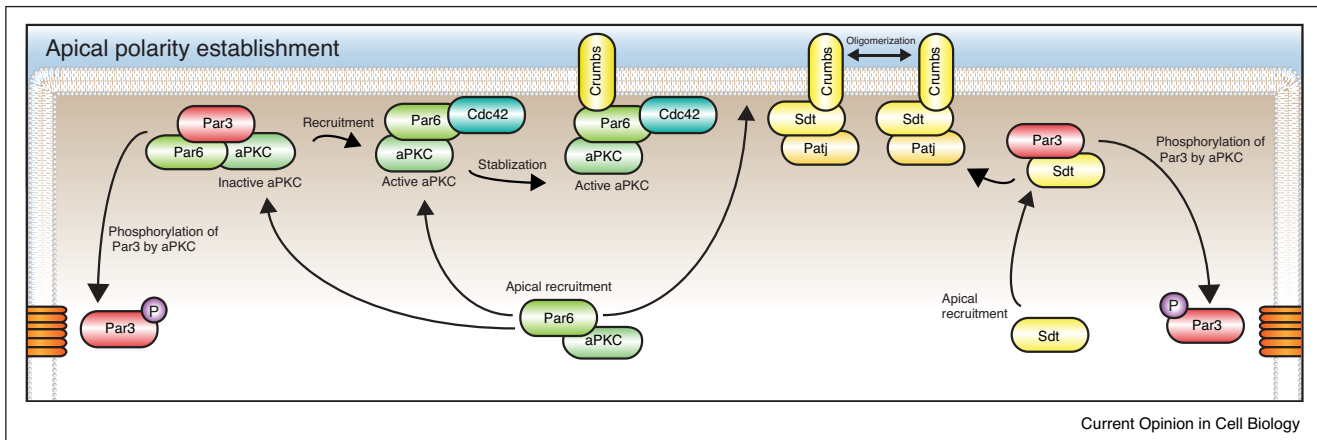 Apical polarity establishment
Crumbs
Crumbs
Oligomerization
Crumbs
Par3
Par6
aPKC
Inactive aPKC
Recruitment
Par6
Cdc42
aPKC
Active aPKC
Stablization
Par6
Cdc42
aPKC
Active aPKC
Sdt
Patj
Sdt
Patj
Par3
Sdt
Phosphorylation of
Par3 by aPKC
Phosphorylation of
Par3 by aPKC
Par3
P
Apical recruitment
Par6
aPKC
Apical
recruitment
Sdt
P
Par3
Current Opinion in Cell Biology